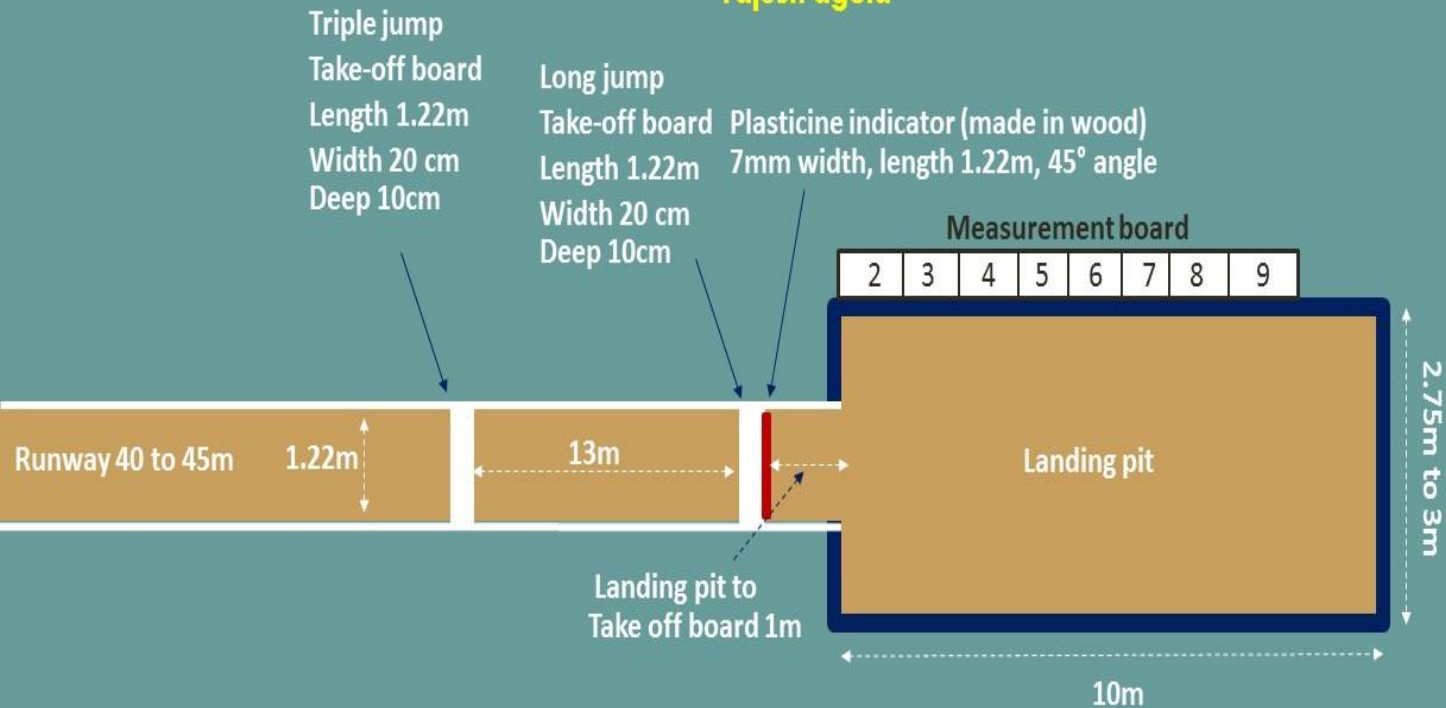 Triple jump
Take-off board
Length 1.22m
Width 20 cm
Deep 10cm
Long jump
Take-off board
Length 1.22m
Width 20 cm
Deep 10cm
Plasticine indicator (made in wood)
7mm width, length 1.22m, 45° angle
Measurement board
2 3 4 5 6 7 8 9
Runway 40 to 45m
1.22m
13m
Landing pit
2.75m to 3m
Landing pit to
Take off board 1m
10m